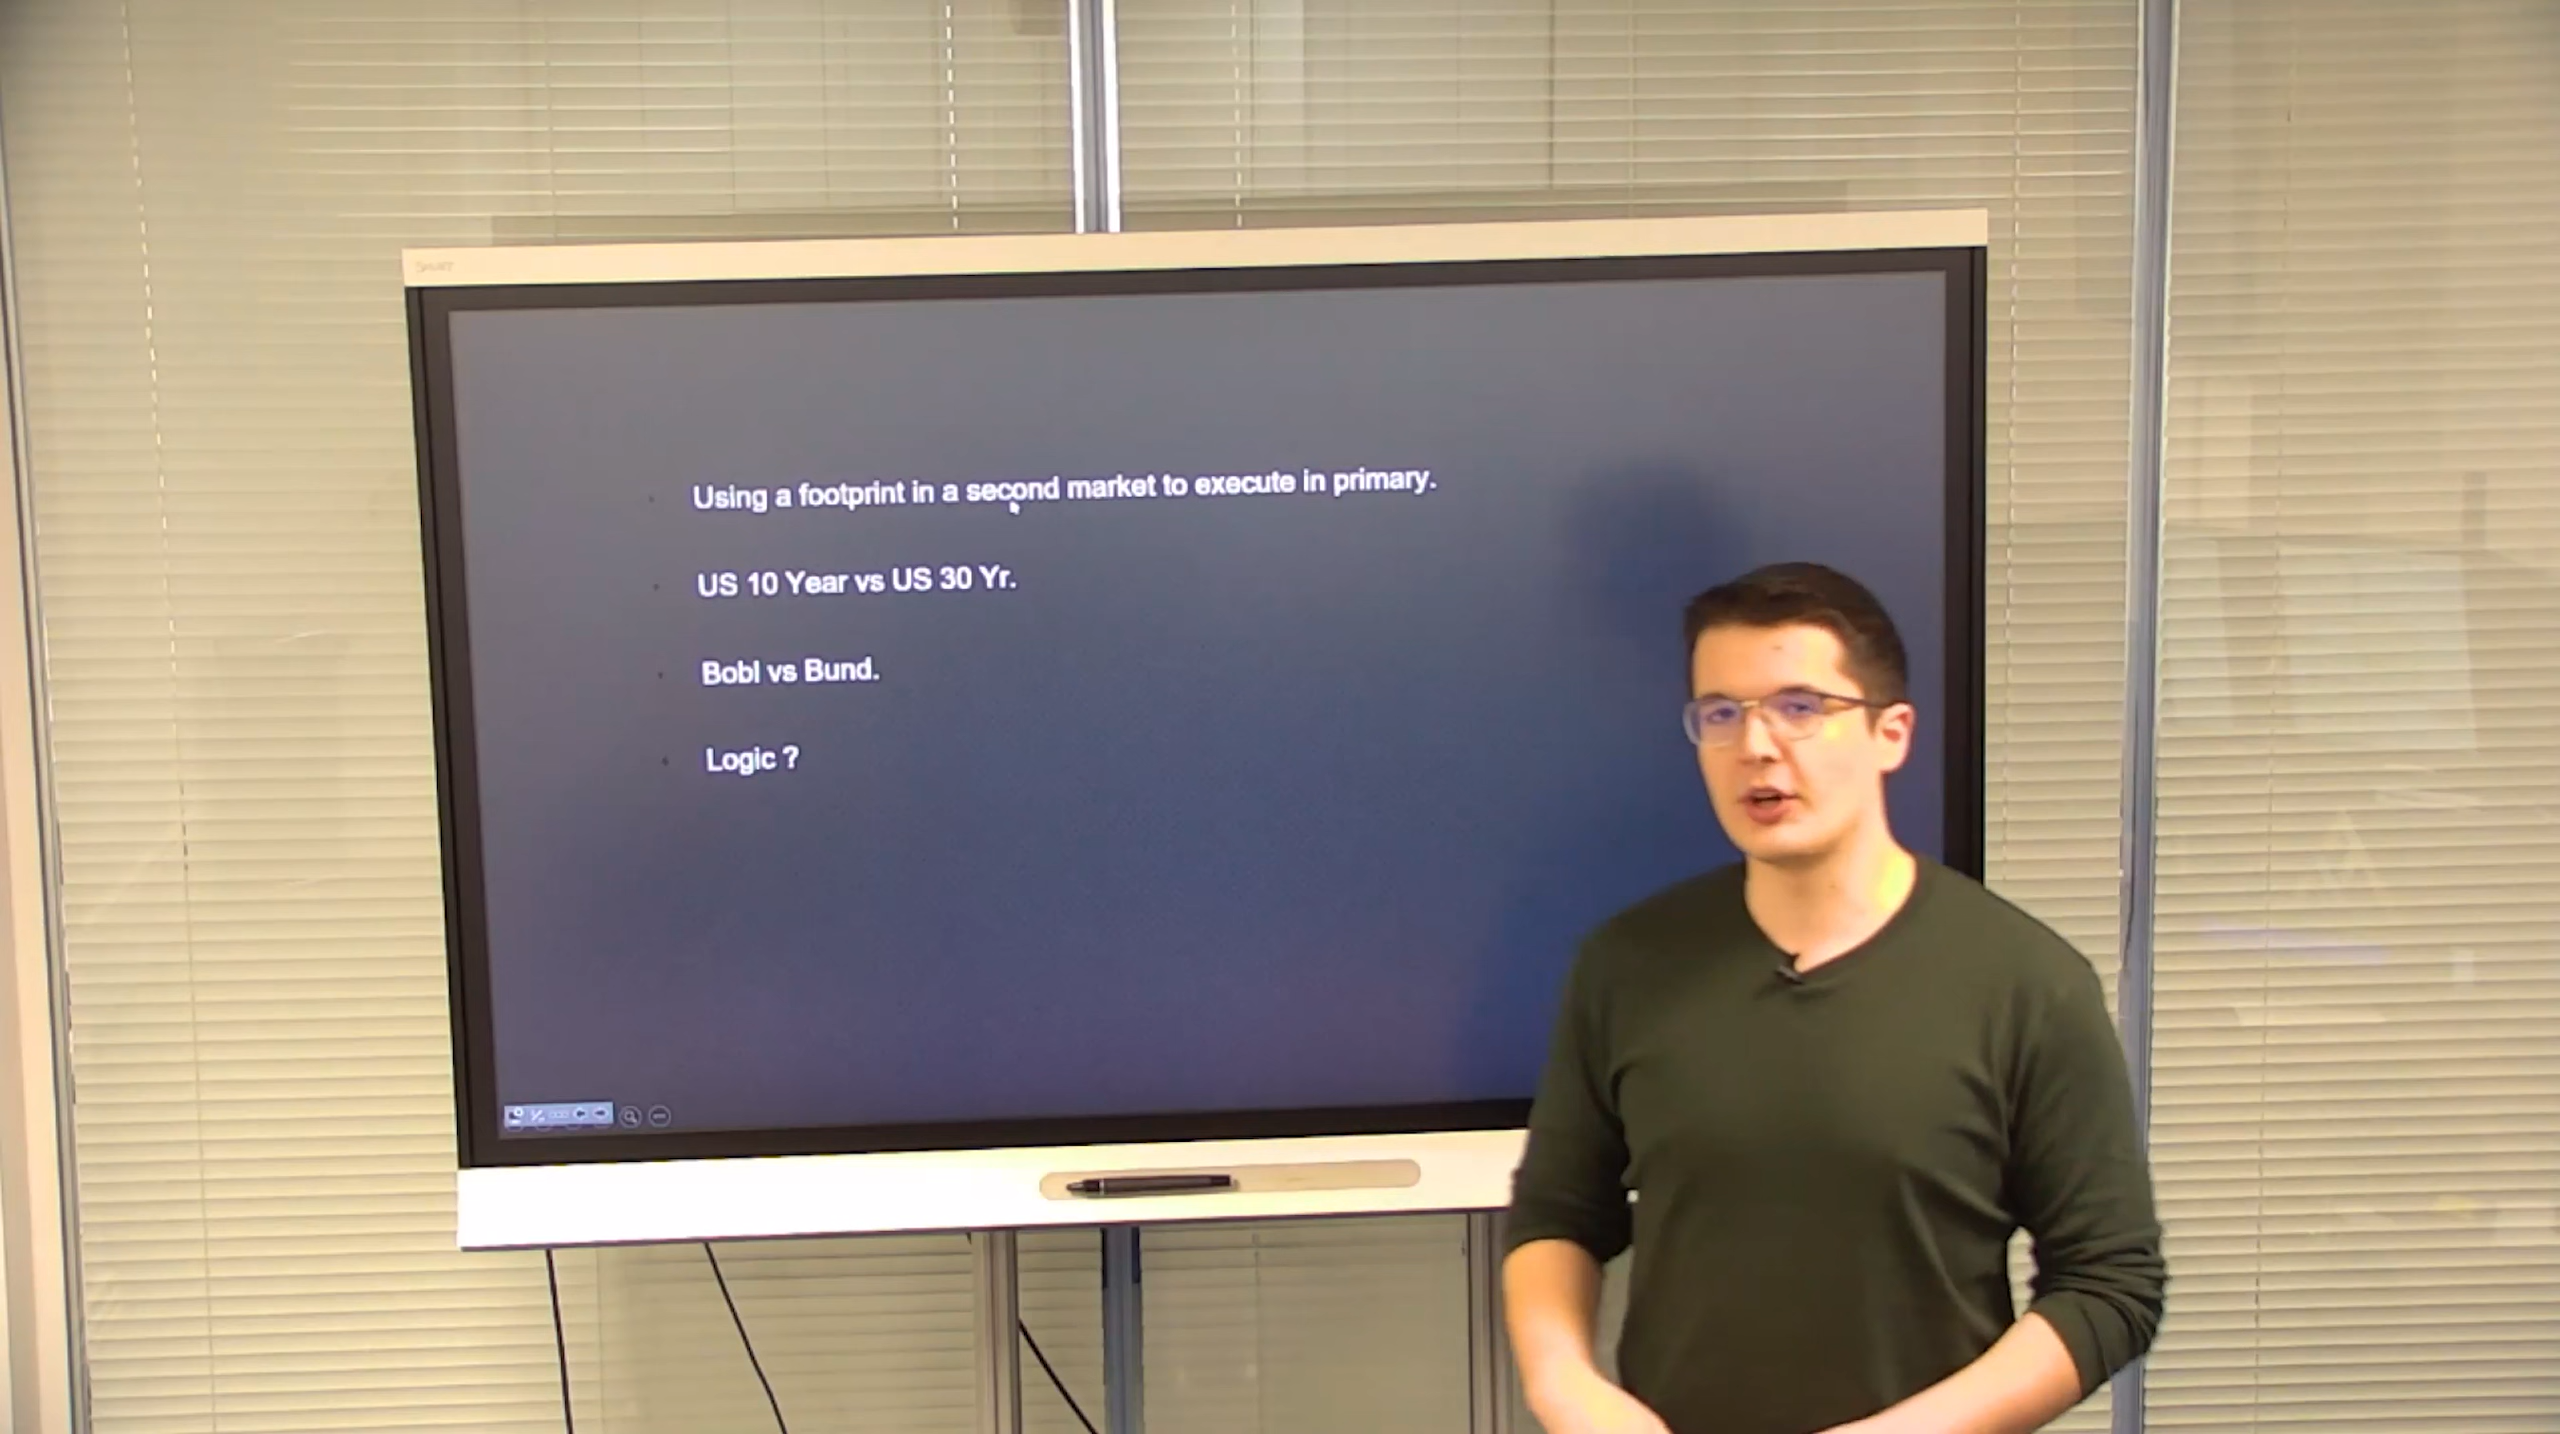 SMART
Using a footprint in a second market to execute in primary.
US 10 Year vs US 30 Yr.
Bobl vs Bund.
Logic ?